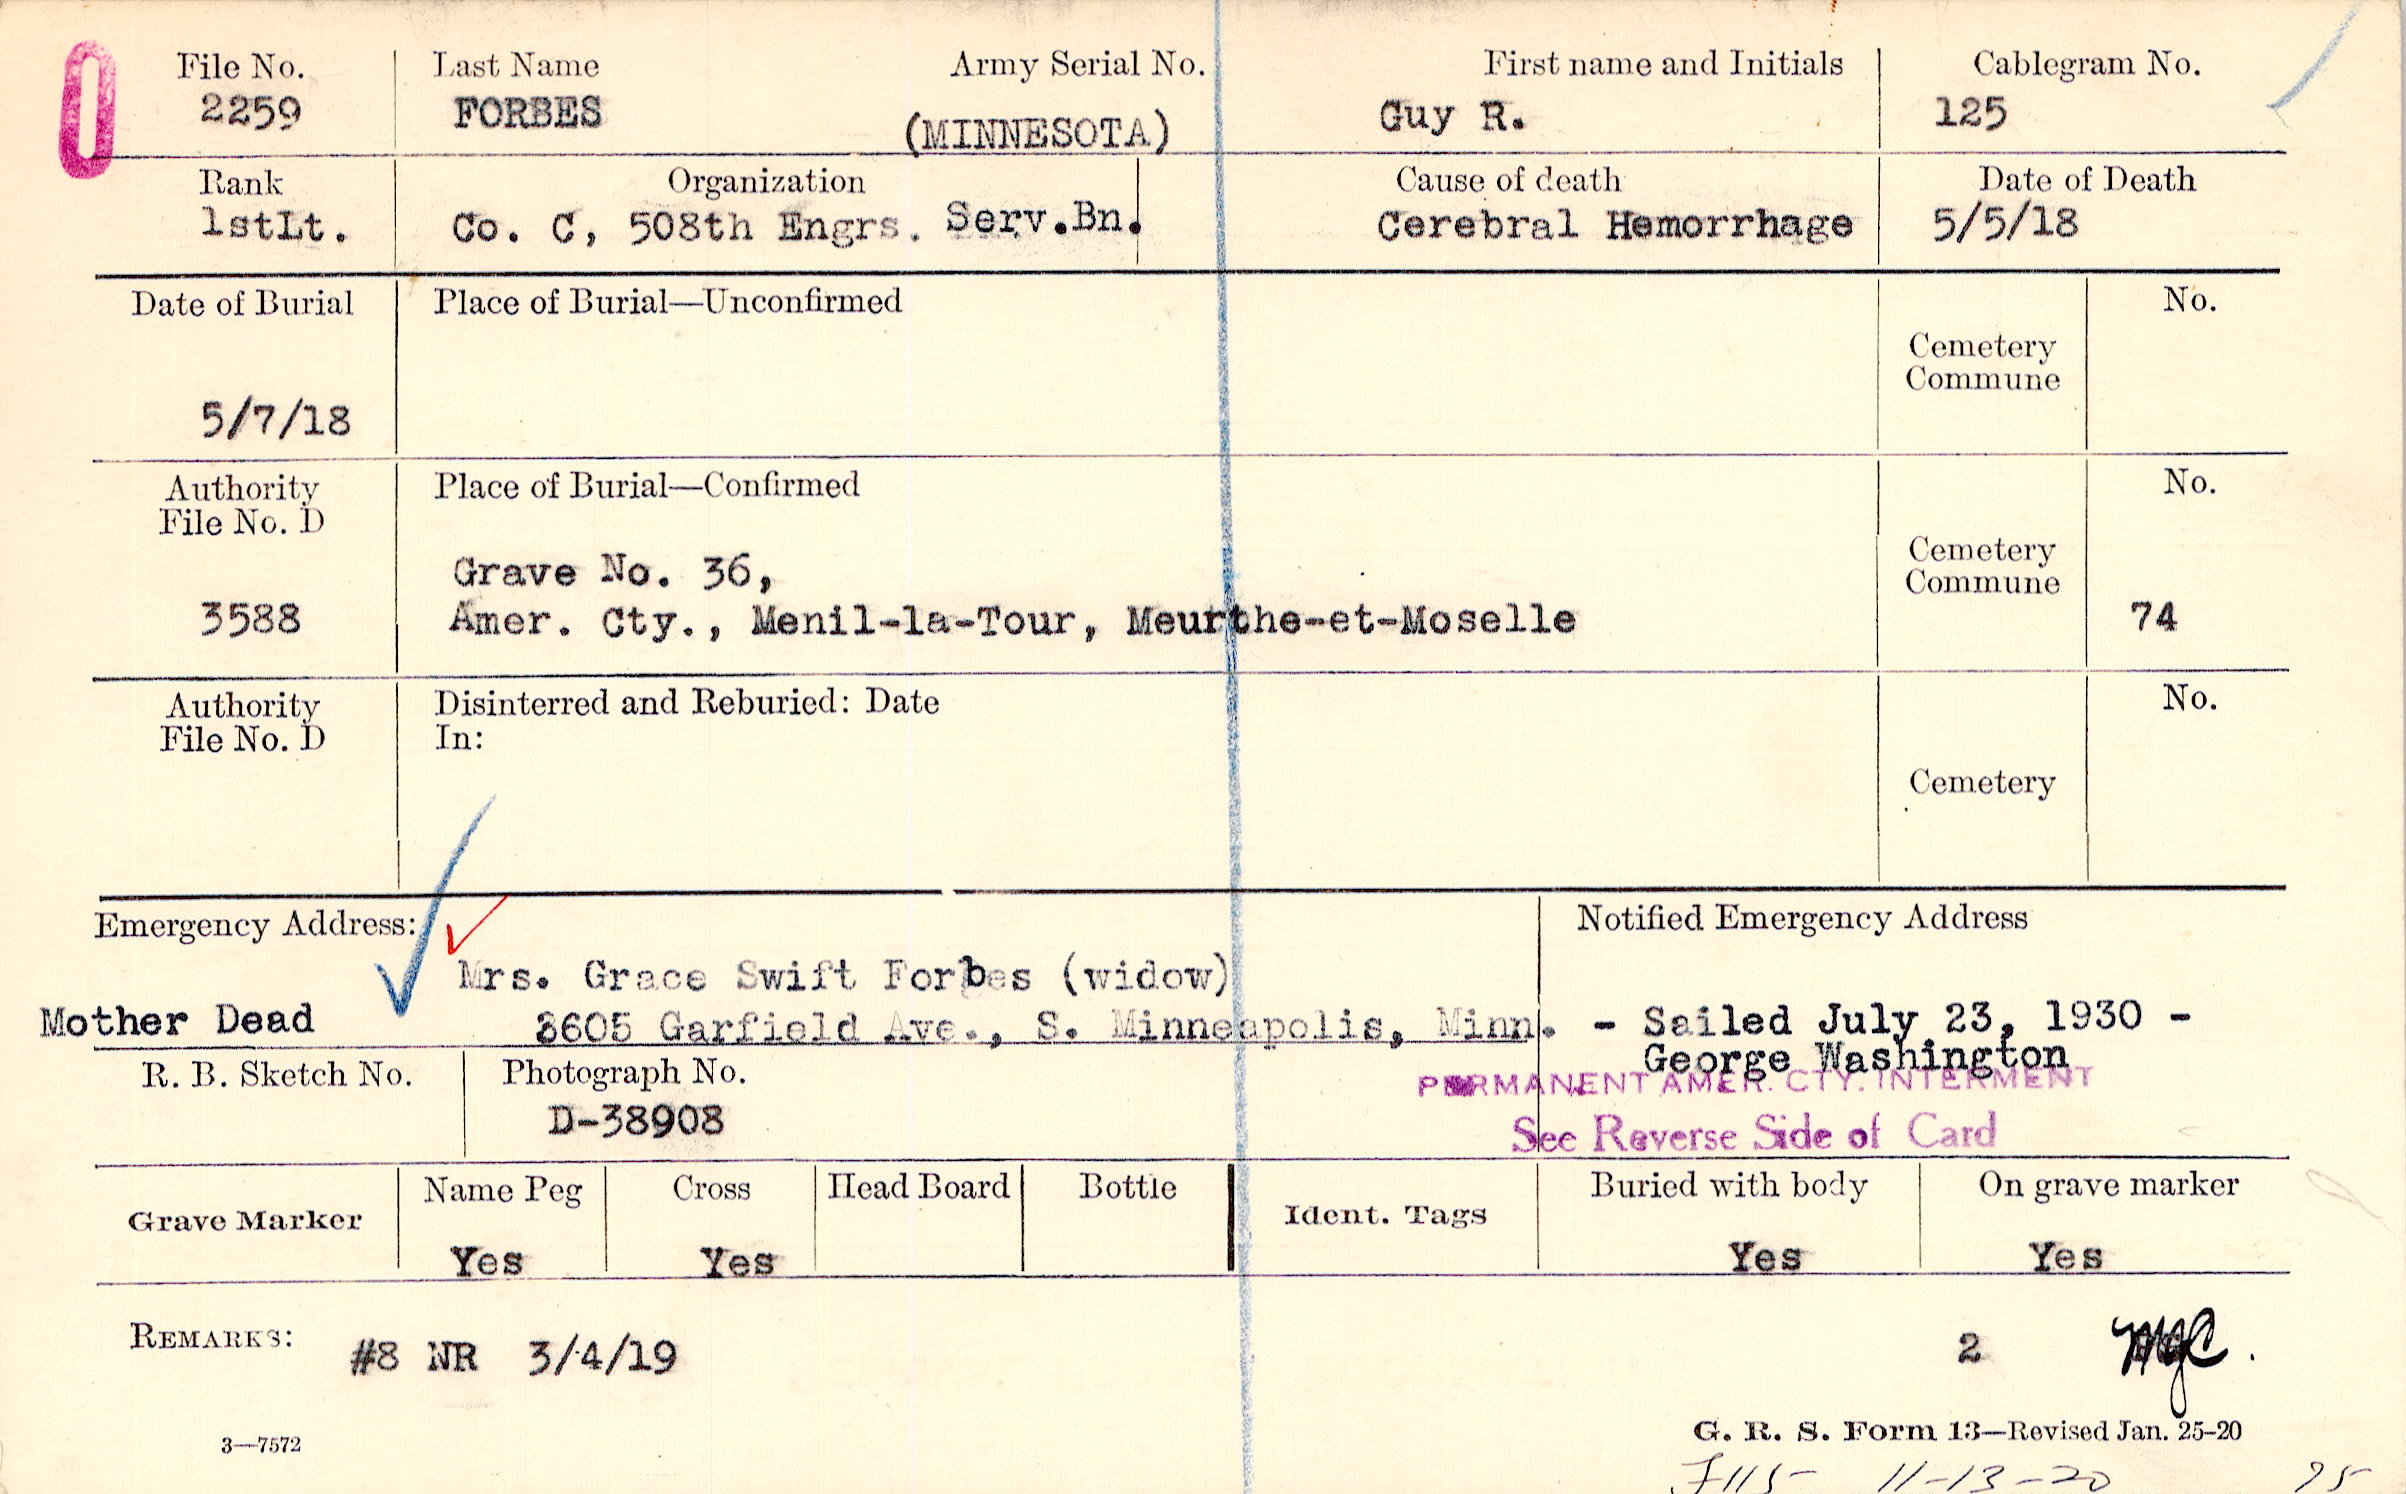 0
File No. Last Name Army Serial No. First name and Initials Cablegram No.
2259 FORBES (MINNESOTA) Guy R. 125
Rank Organization Cause of death Date of Death
1stLt. Co. C, 508th Engrs. Serv.Bn. Cerebral Hemorrhage 5/5/18
Date of Burial Place of Burial—Unconfirmed No.
Cemetery
Commune
5/7/18
Authority Place of Burial—Confirmed No.
File No. D
Grave No. 36, Cemetery
Commune
3588 Amer. Cty., Menil-la-Tour, Meurthe-et-Moselle 74
Authority Disinterred and Reburied: Date No.
File No. D In:
Cemetery
Emergency Address: Notified Emergency Address
Mrs. Grace Swift Forbes (widow)
Mother Dead 3605 Garfield Ave., S. Minneapolis, Minn. - Sailed July 23, 1930 -
George Washington
R. B. Sketch No. Photograph No. PERMANENT AMER. CTY. INTERMENT
D-38908 See Reverse Side of Card
Grave Marker Name Peg Cross Head Board Bottle Ident. Tags Buried with body On grave marker
Yes Yes Yes Yes
REMARKS: #8 NR 3/4/19 2 MJC.
3—7572 G. R. S. Form 13—Revised Jan. 25-20
11-13-20